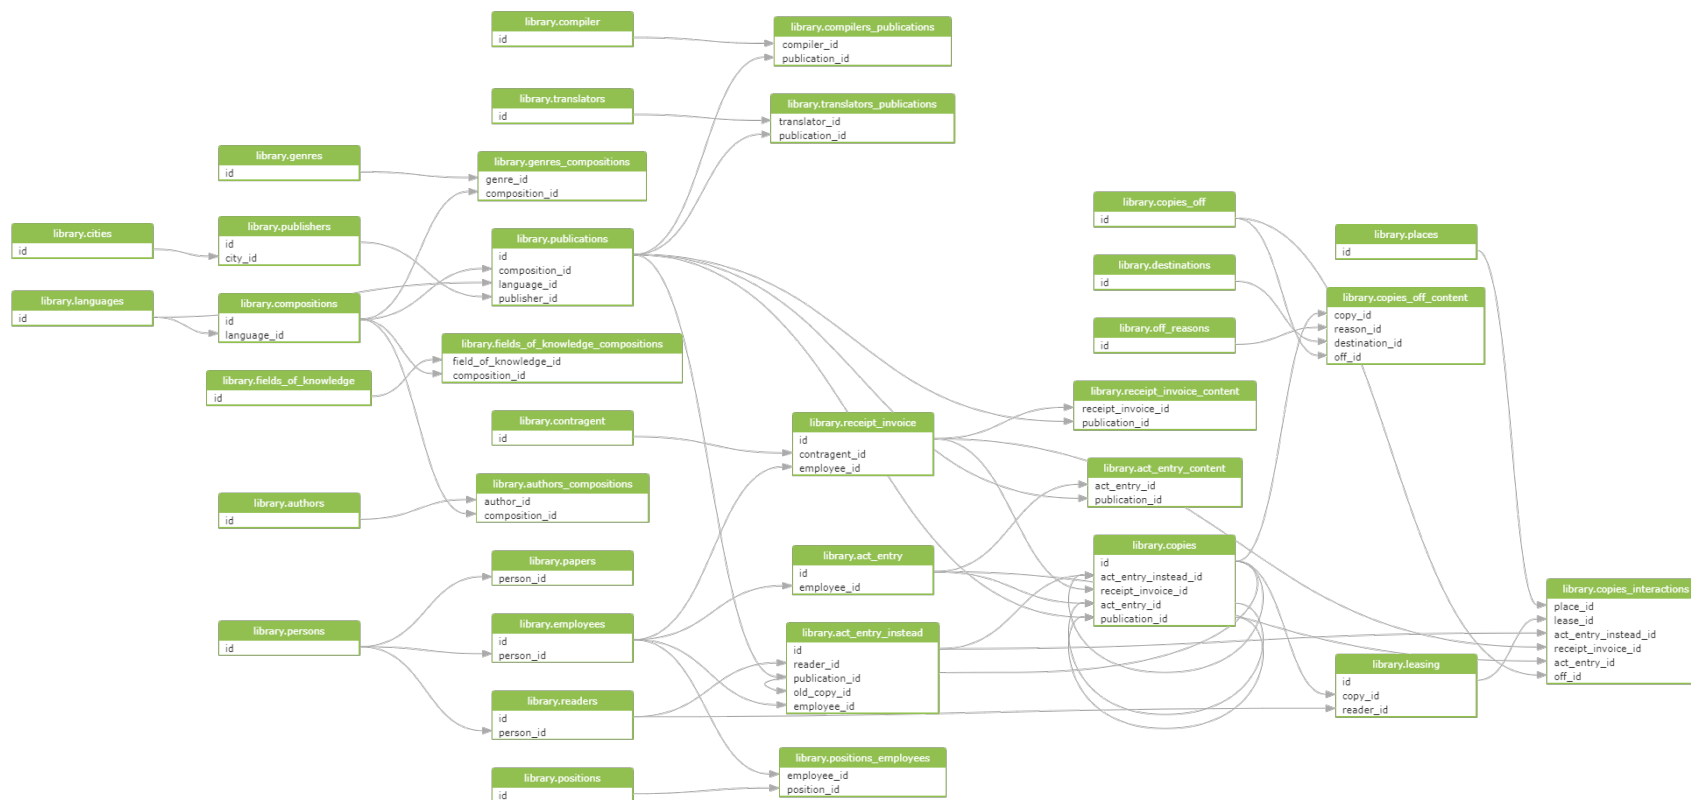 library.compiler
id
library.compilers_publications
compiler_id
publication_id
library.translators
id
library.translators_publications
translator_id
publication_id
library.genres
id
library.genres_compositions
genre_id
composition_id
library.cities
id
library.publishers
id
city_id
library.publications
id
composition_id
language_id
publisher_id
library.languages
id
library.compositions
id
language_id
library.fields_of_knowledge_compositions
field_of_knowledge_id
composition_id
library.fields_of_knowledge
id
library.contragent
id
library.receipt_invoice
id
contragent_id
employee_id
library.authors
id
library.authors_compositions
author_id
composition_id
library.papers
person_id
library.persons
id
library.employees
id
person_id
library.readers
id
person_id
library.positions
id
library.act_entry
id
employee_id
library.act_entry_instead
id
reader_id
publication_id
old_copy_id
employee_id
library.positions_employees
employee_id
position_id
library.copies_off
id
library.destinations
id
library.off_reasons
id
library.places
id
library.copies_off_content
copy_id
reason_id
destination_id
off_id
library.receipt_invoice_content
receipt_invoice_id
publication_id
library.act_entry_content
act_entry_id
publication_id
library.copies
id
act_entry_instead_id
receipt_invoice_id
act_entry_id
publication_id
library.leasing
id
copy_id
reader_id
library.copies_interactions
place_id
lease_id
act_entry_instead_id
receipt_invoice_id
act_entry_id
off_id